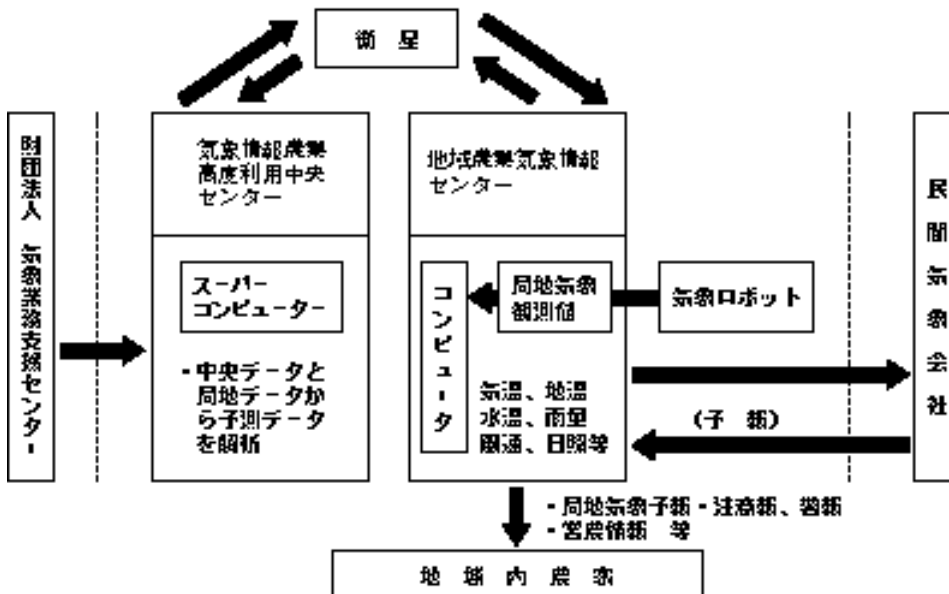 衛星
財団法人 気象業務支援センター
気象情報農業
高度利用中央
センター
地域農業気象情報
センター
民間気象会社
スーパー
コンピューター
・中央データと
局地データか
ら予測データ
を解析
コンピュータ
局地気象
観測値
気象ロボット
気温、地温
水温、雨量
風速、日照等
(予報)
・局地気象予報・注意報、警報
・営農情報 等
地域内農家